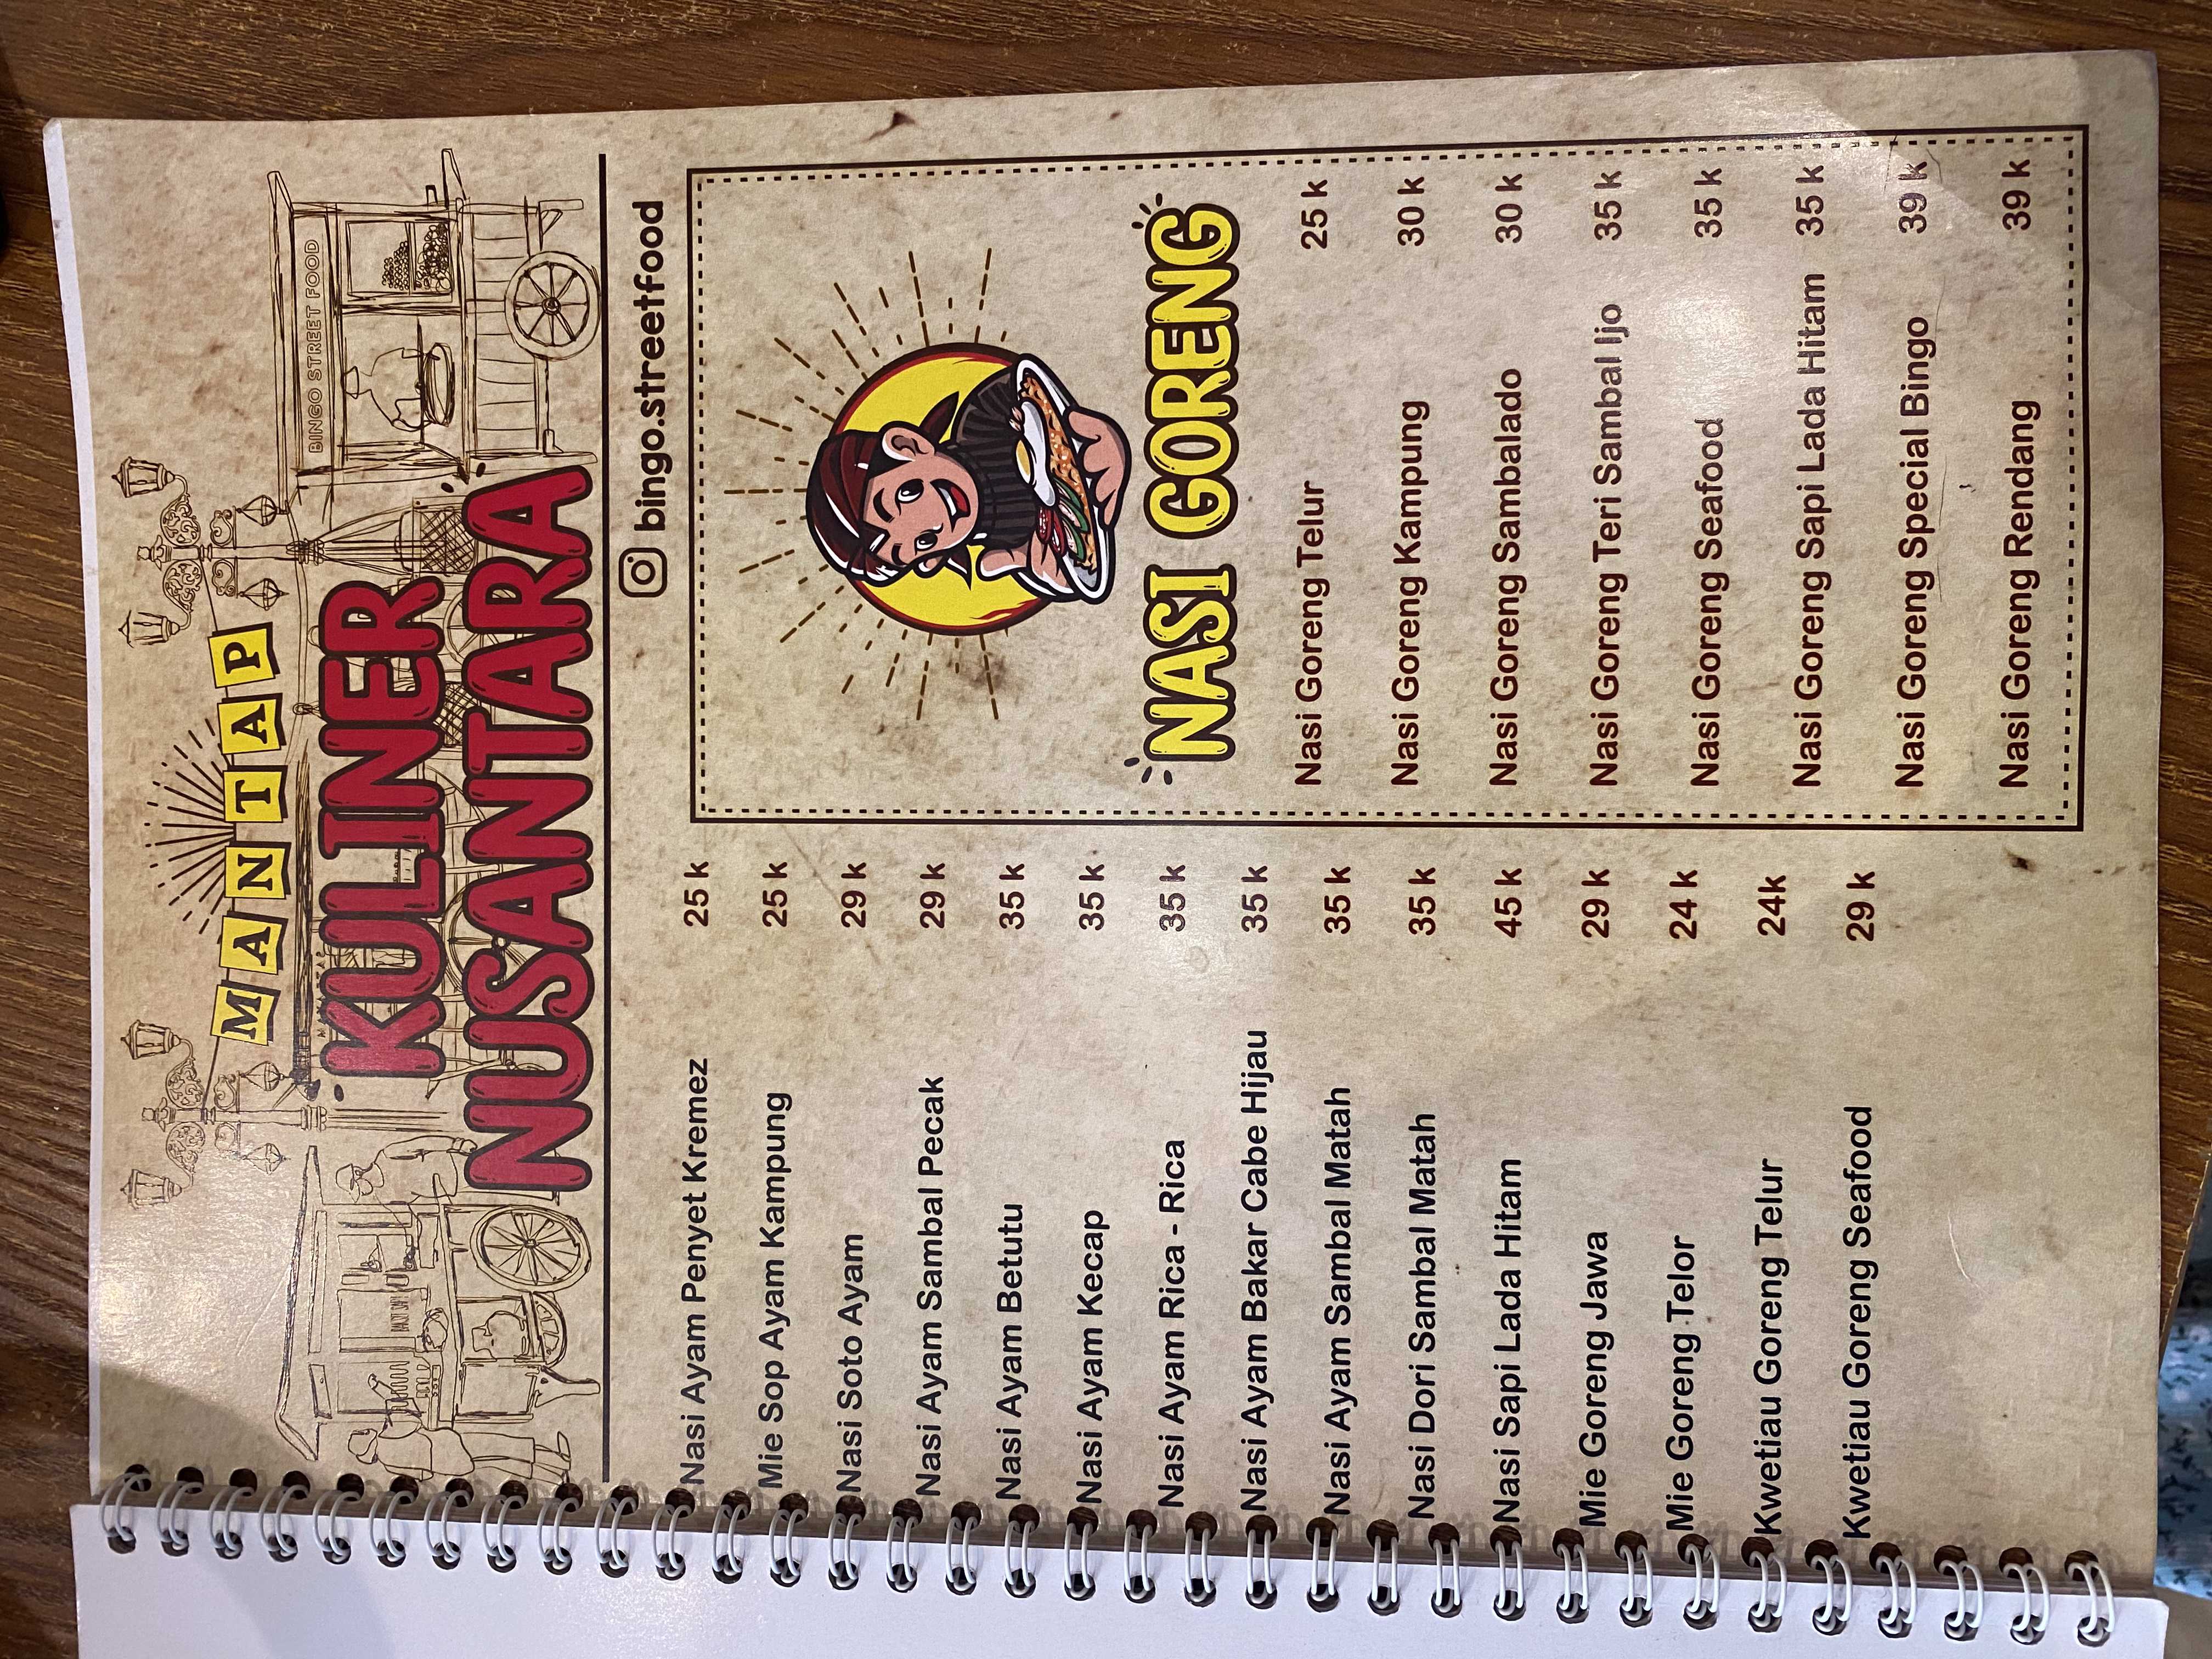 MANTAP
KULINER
NUSANTARA
BINGO STREET FOOD
bingo.streetfood
Nasi Ayam Penyet Kremez 25 k
Mie Sop Ayam Kampung 25 k
Nasi Soto Ayam 29 k
Nasi Ayam Sambal Pecak 29 k
Nasi Ayam Betutu 35 k
Nasi Ayam Kecap 35 k
Nasi Ayam Rica - Rica 35 k
Nasi Ayam Bakar Cabe Hijau 35 k
Nasi Ayam Sambal Matah 35 k
Nasi Dori Sambal Matah 35 k
Nasi Sapi Lada Hitam 45 k
Mie Goreng Jawa 29 k
Mie Goreng Telor 24 k
Kwetiau Goreng Telur 24k
Kwetiau Goreng Seafood 29 k
NASI GORENG
Nasi Goreng Telur 25 k
Nasi Goreng Kampung 30 k
Nasi Goreng Sambalado 30 k
Nasi Goreng Teri Sambal Ijo 35 k
Nasi Goreng Seafood 35 k
Nasi Goreng Sapi Lada Hitam 35 k
Nasi Goreng Special Bingo 39 k
Nasi Goreng Rendang 39 k